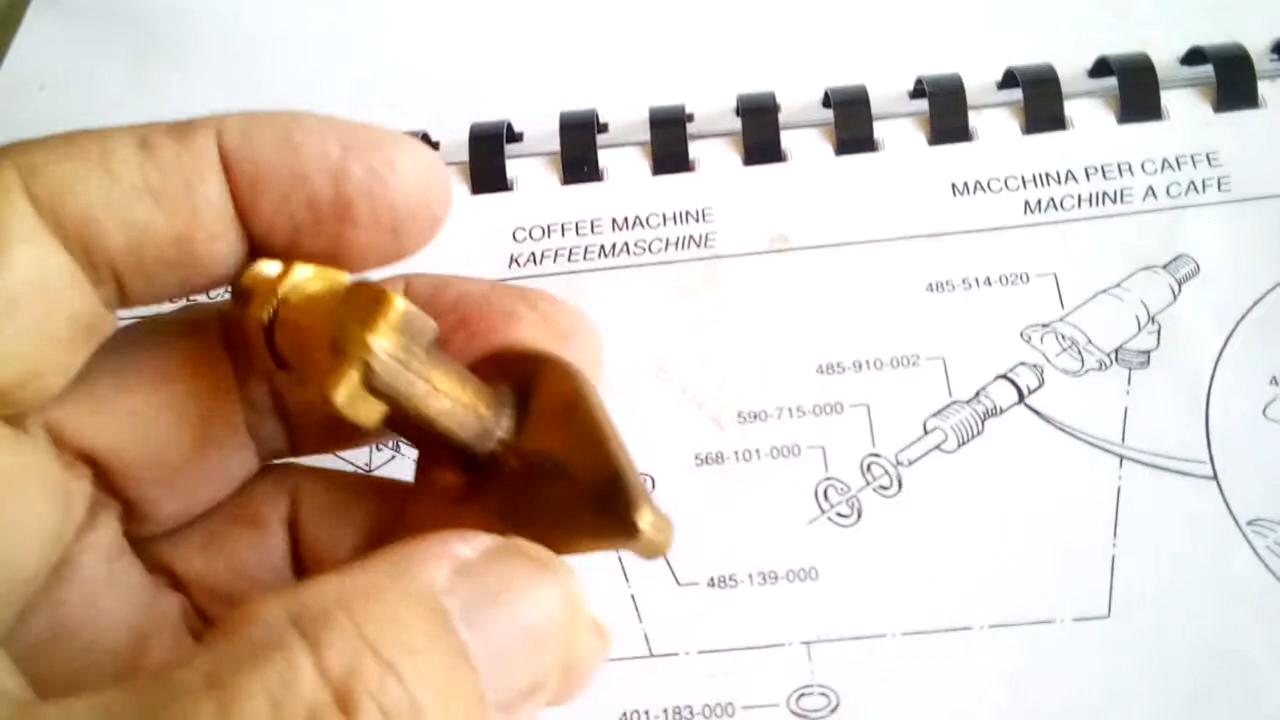 COFFEE MACHINE
KAFFEEMASCHINE
MACCHINA PER CAFFE
MACHINE A CAFE
485-514-020
485-910-002
590-715-000
568-101-000
485-139-000
401-183-000